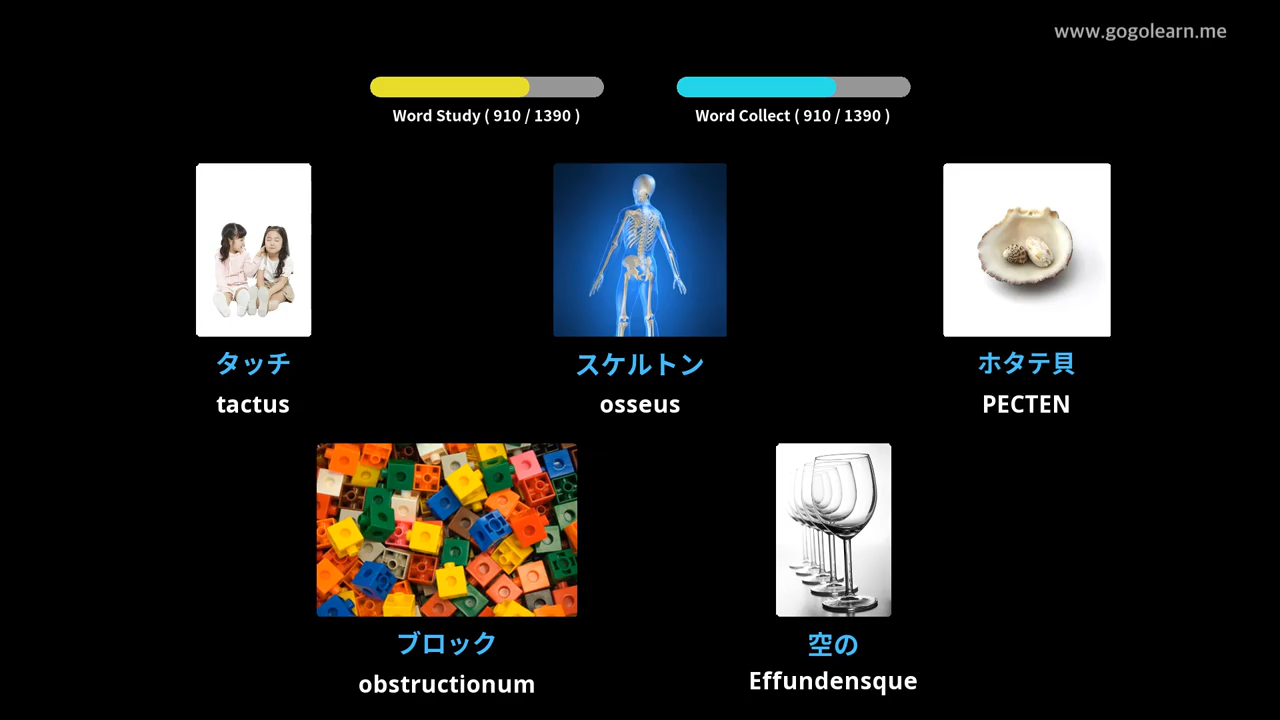 www.gogolearn.me
Word Study ( 910 / 1390 )
Word Collect ( 910 / 1390 )
タッチ
tactus
スケルトン
osseus
ホタテ貝
PECTEN
ブロック
obstructionum
空の
Effundensque